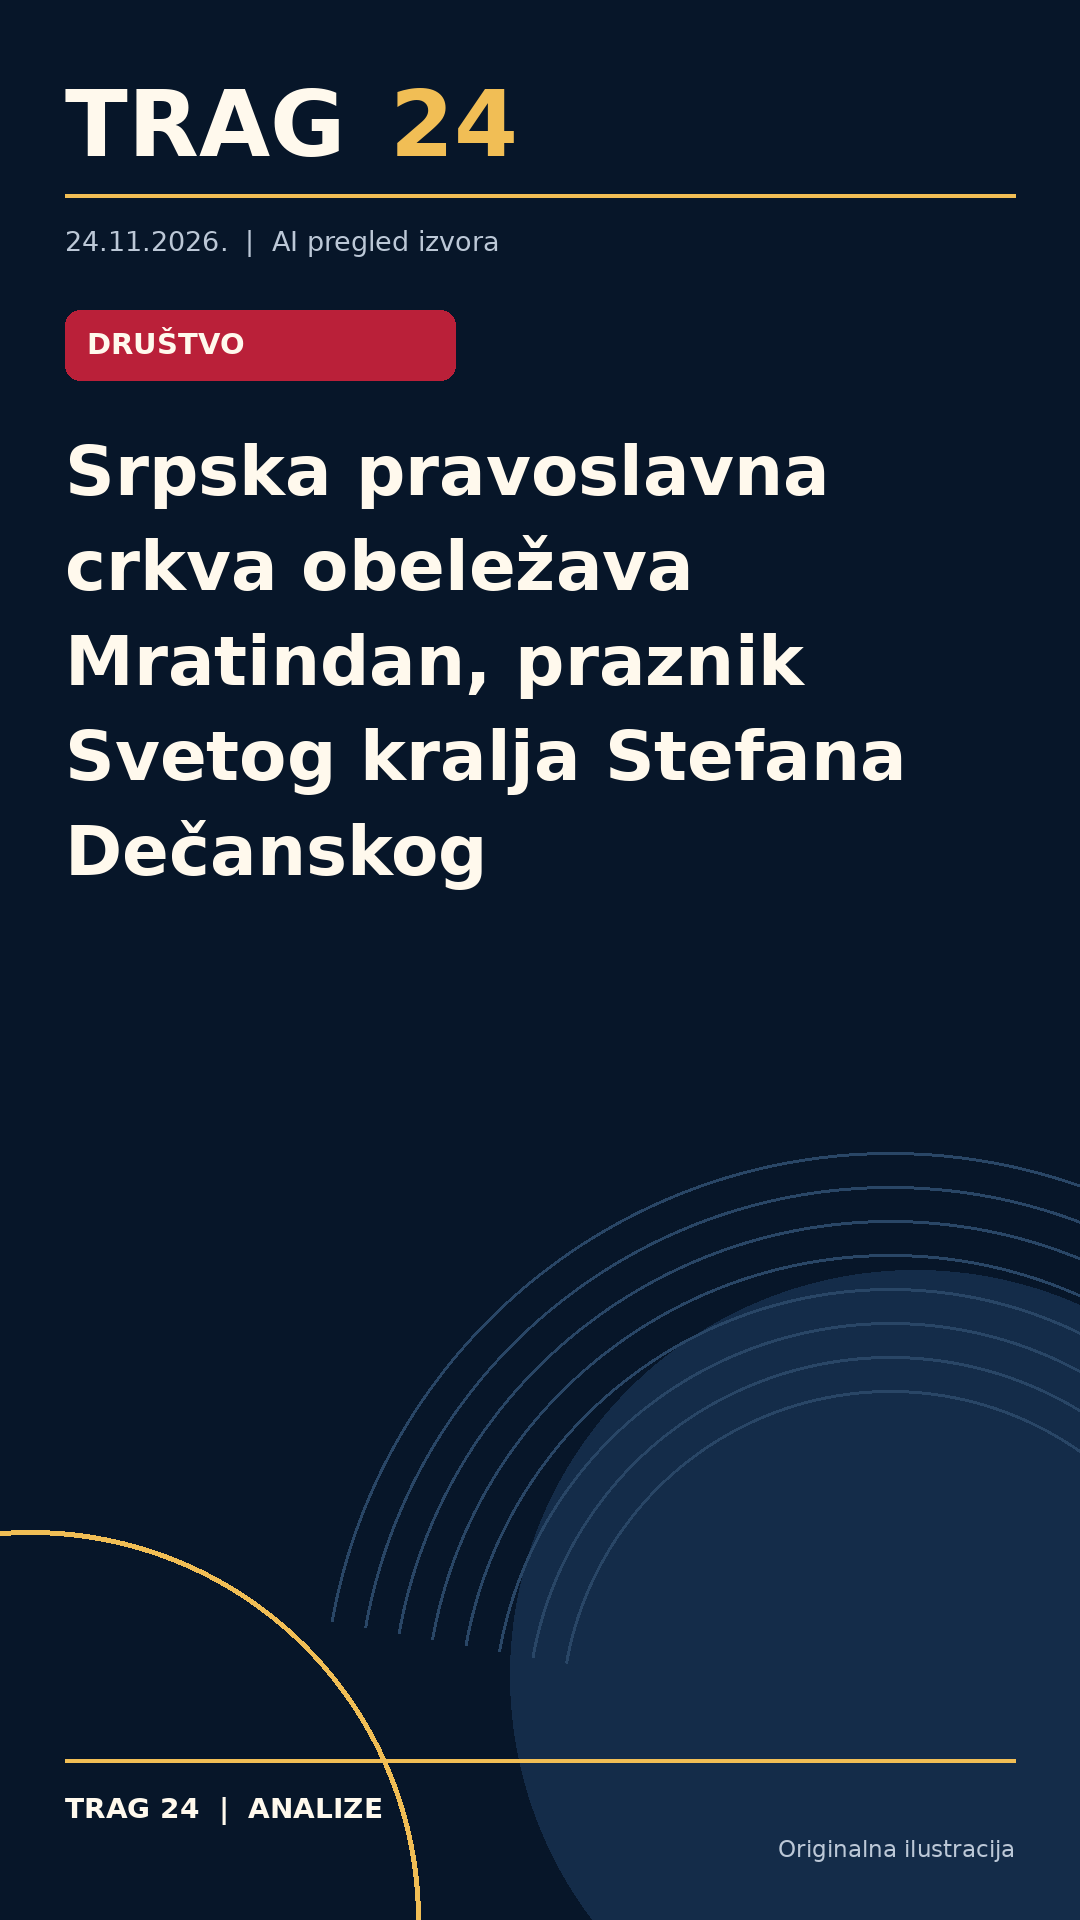 TRAG 24
24.11.2026. | AI pregled izvora
DRUŠTVO
Srpska pravoslavna
crkva obeležava
Mratindan, praznik
Svetog kralja Stefana
Dečanskog
TRAG 24 | ANALIZE
Originalna ilustracija